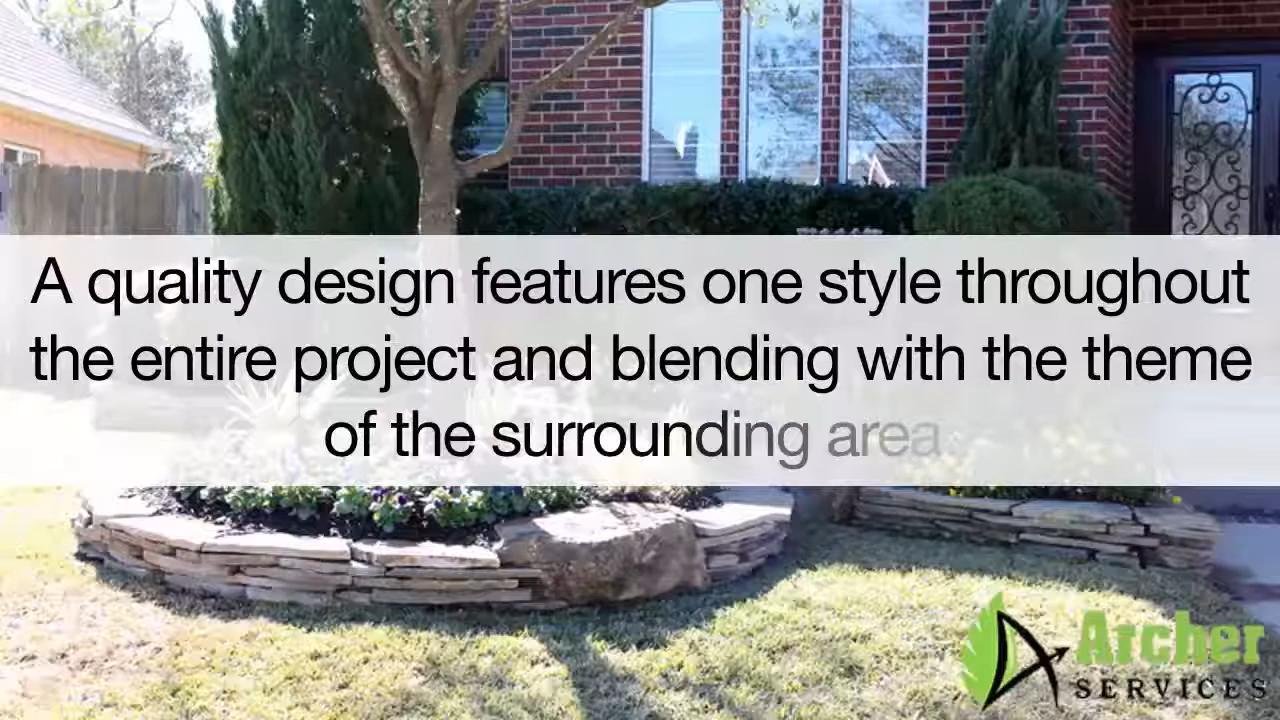 A quality design features one style throughout
the entire project and blending with the theme
of the surrounding area.
Archer
SERVICES